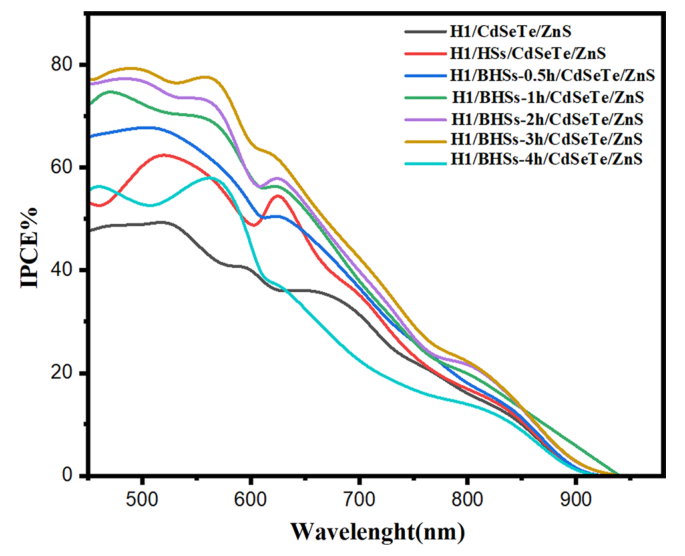 H1/CdSeTe/ZnS
H1/HSs/CdSeTe/ZnS
H1/BHSs-0.5h/CdSeTe/ZnS
H1/BHSs-1h/CdSeTe/ZnS
H1/BHSs-2h/CdSeTe/ZnS
H1/BHSs-3h/CdSeTe/ZnS
H1/BHSs-4h/CdSeTe/ZnS
IPCE%
80
60
40
20
0
500 600 700 800 900
Wavelenght(nm)